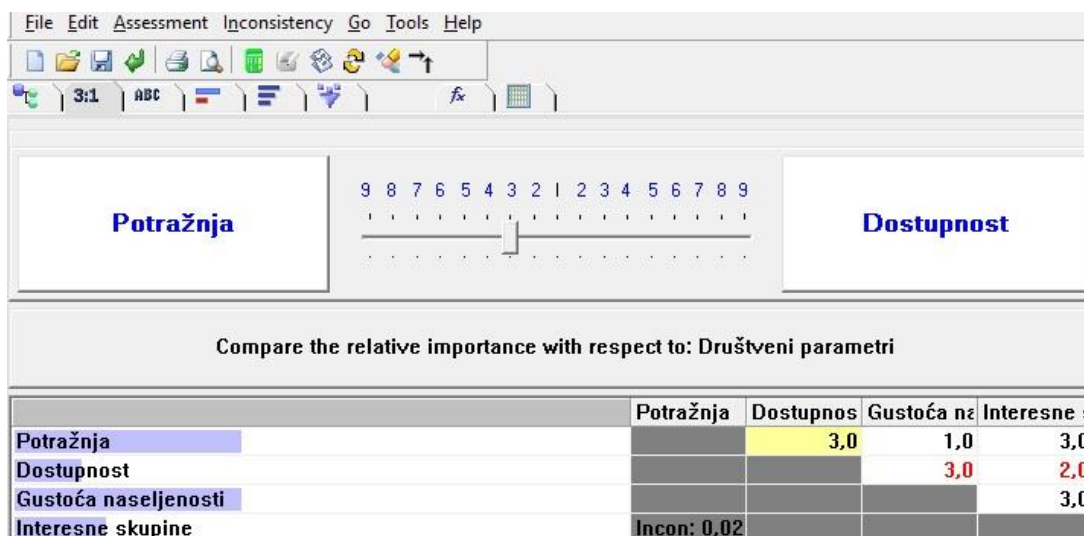 File Edit Assessment Inconsistency Go Tools Help
3:1 ABC fx
9 8 7 6 5 4 3 2 1 2 3 4 5 6 7 8 9
Potražnja Dostupnost
Compare the relative importance with respect to: Društveni parametri
Potražnja Dostupnos Gustoća na Interesne
Potražnja 3,0 1,0 3,0
Dostupnost 3,0 2,0
Gustoća naseljenosti 3,0
Interesne skupine Incon: 0,02